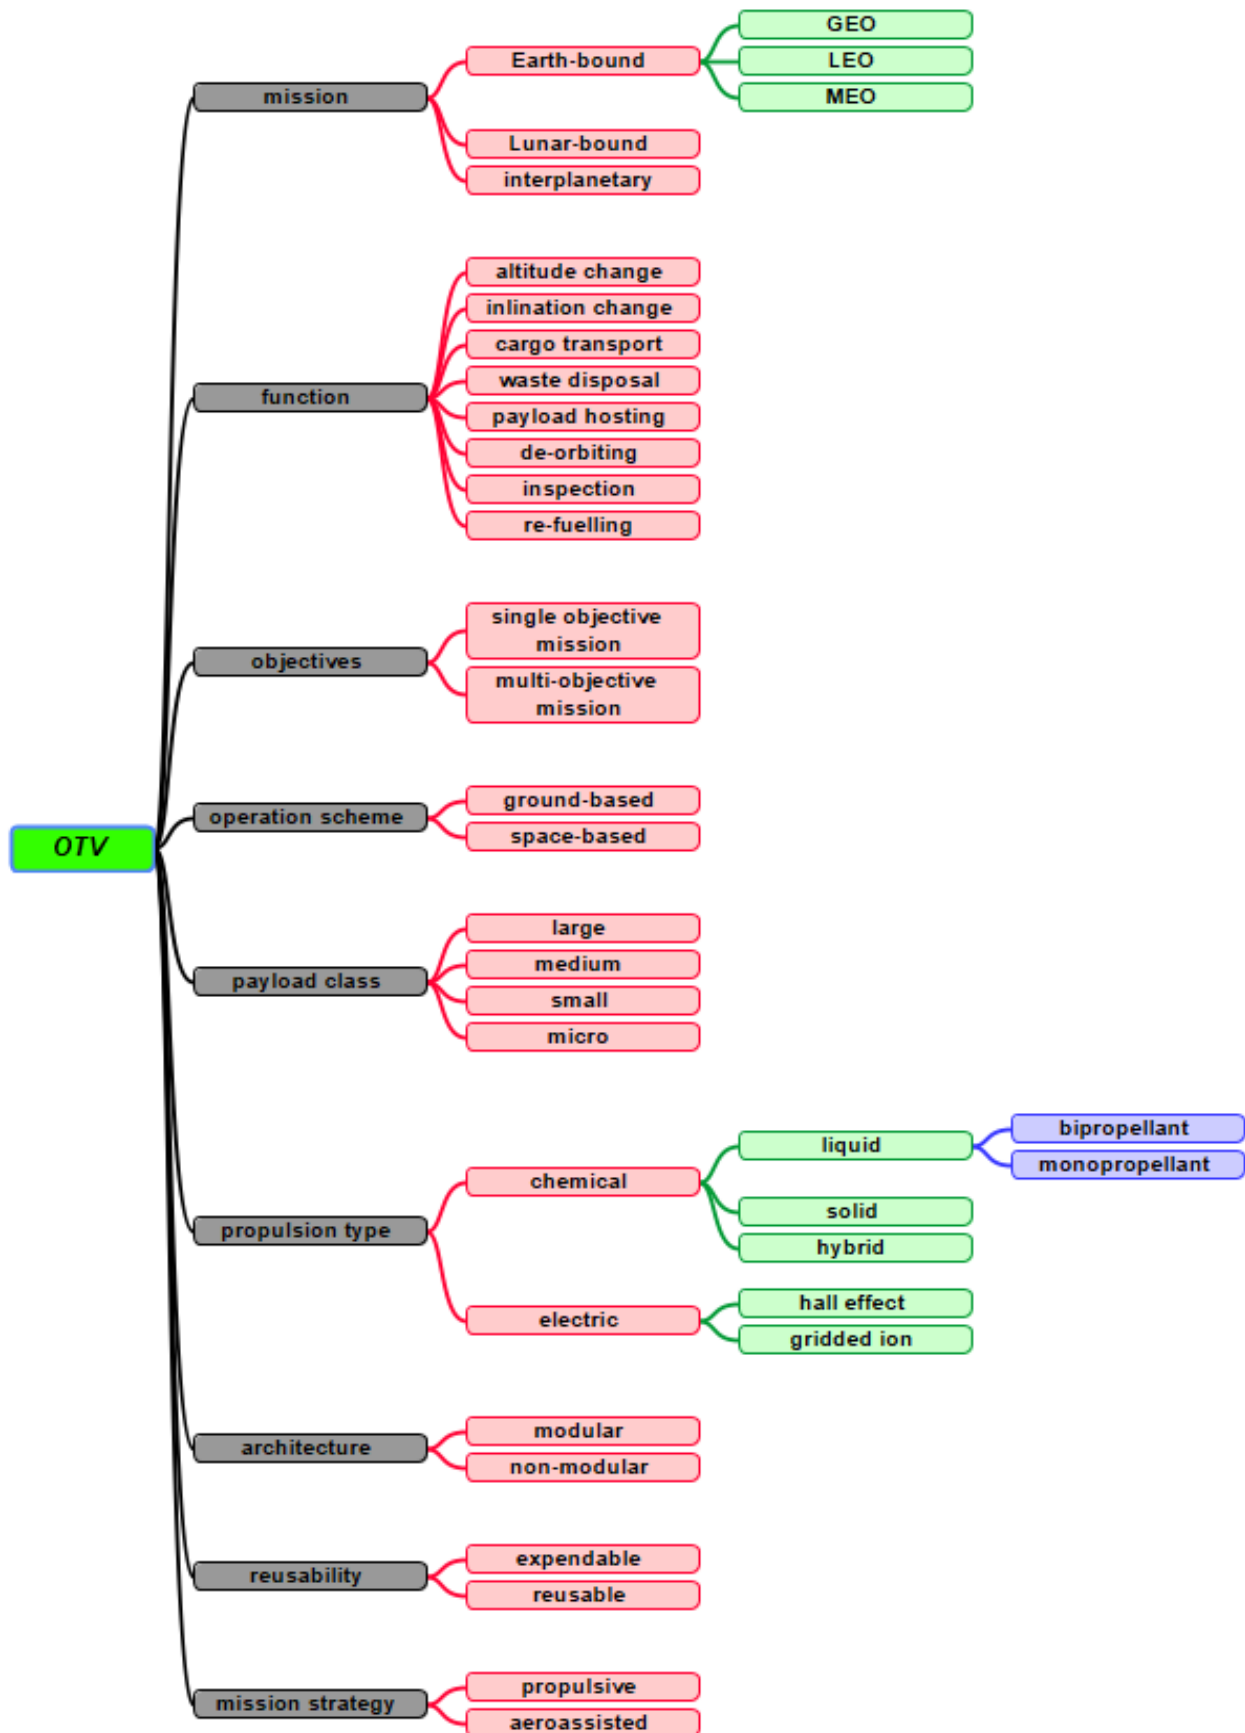 OTV
mission
Earth-bound
GEO
LEO
MEO
Lunar-bound
interplanetary
function
altitude change
inlination change
cargo transport
waste disposal
payload hosting
de-orbiting
inspection
re-fuelling
objectives
single objective
mission
multi-objective
mission
operation scheme
ground-based
space-based
payload class
large
medium
small
micro
propulsion type
chemical
liquid
bipropellant
monopropellant
solid
hybrid
electric
hall effect
gridded ion
architecture
modular
non-modular
reusability
expendable
reusable
mission strategy
propulsive
aeroassisted